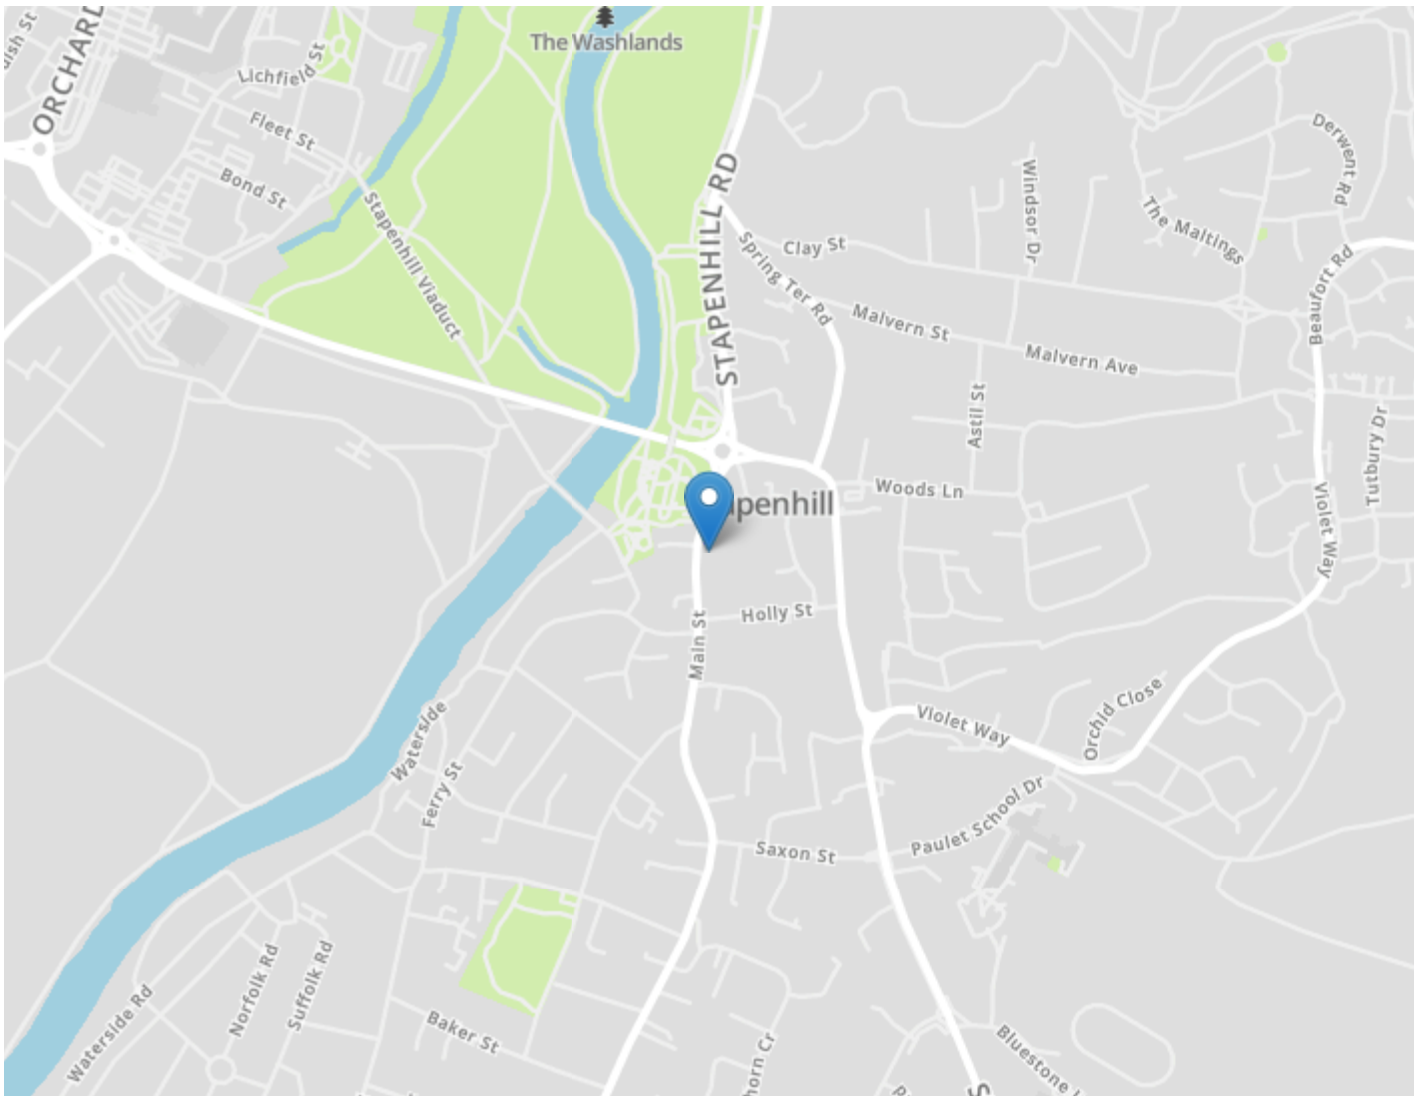 The Washlands
ORCHARD
Lichfield St
Fleet St
Bond St
Stapenhill Viaduct
STAPENHILL RD
Spring Ter Rd
Clay St
Windsor Dr
The Maltings
Derwent Rd
Beaufort Rd
Malvern St
Malvern Ave
Astil St
Tutbury Dr
Woods Ln
apenhill
Violet Way
Holly St
Main St
Waterside
Ferry St
Violet Way
Orchid Close
Paulet School Dr
Saxon St
Norfolk Rd
Suffolk Rd
Waterside Rd
Baker St
horn Cr
Bluestone
S